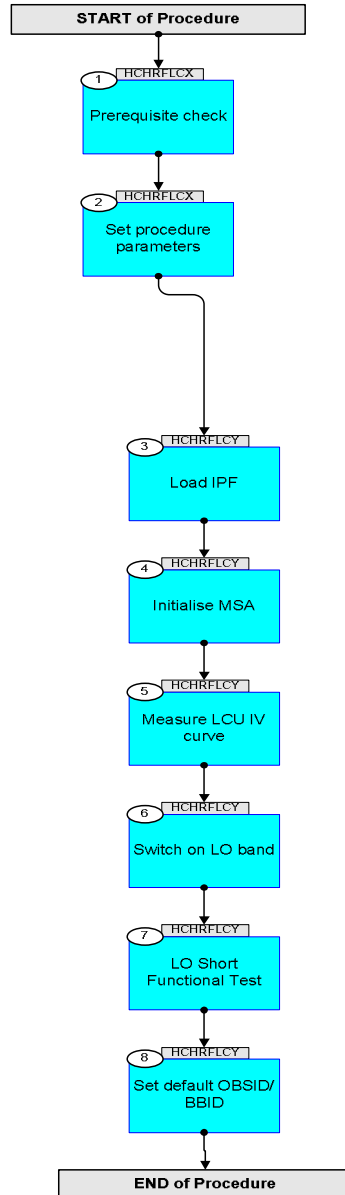 START of Procedure
HCHRFLCX
1
Prerequisite check
HCHRFLCX
2
Set procedure
parameters
HCHRFLCY
3
Load IPF
HCHRFLCY
4
Initialise MSA
HCHRFLCY
5
Measure LCU IV
curve
HCHRFLCY
6
Switch on LO band
HCHRFLCY
7
LO Short
Functional Test
HCHRFLCY
8
Set default OBSID/
BBID
END of Procedure